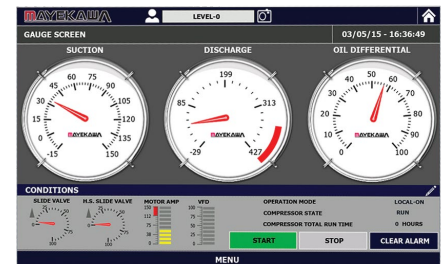 MAYEKAWA LEVEL-0
GAUGE SCREEN 03/05/15 - 16:36:49
SUCTION DISCHARGE OIL DIFFERENTIAL
-15 0 15 30 45 60 75 90 105 120 135 150
MAYEKAWA
-29 85 199 313 427
MAYEKAWA
0 10 20 30 40 50 60 70 80 90 100
MAYEKAWA
CONDITIONS
SLIDE VALVE H.S. SLIDE VALVE MOTOR AMP VFD
OPERATION MODE LOCAL-ON
COMPRESSOR STATE RUN
COMPRESSOR TOTAL RUN TIME 0 HOURS
START STOP CLEAR ALARM
MENU